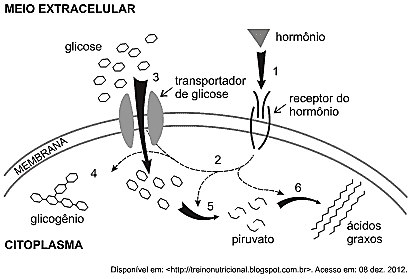 MEIO EXTRACELULAR
glicose
hormônio
1
3
transportador
de glicose
receptor do
hormônio
MEMBRANA
2
4
6
5
glicogênio
piruvato
ácidos
graxos
CITOPLASMA
Disponível em: <http://treinonutricional.blogspot.com.br>. Acesso em: 08 dez. 2012.